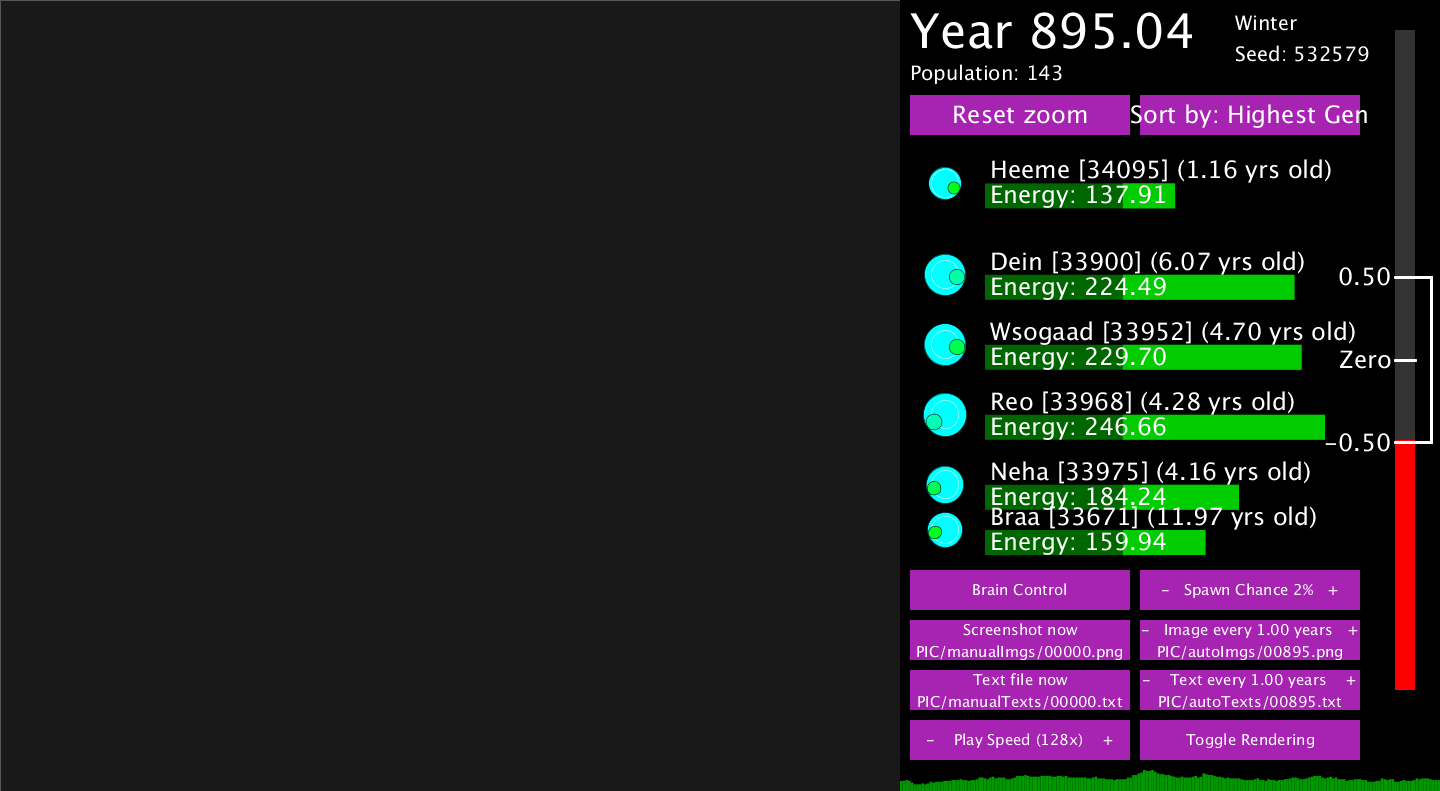 Year 895.04
Winter
Seed: 532579
Population: 143
Reset zoom
Sort by: Highest Gen
Heeme [34095] (1.16 yrs old)
Energy: 137.91
Dein [33900] (6.07 yrs old)
Energy: 224.49
0.50
Wsogaad [33952] (4.70 yrs old)
Energy: 229.70
Zero
Reo [33968] (4.28 yrs old)
Energy: 246.66
-0.50
Neha [33975] (4.16 yrs old)
Energy: 184.24
Braa [33671] (11.97 yrs old)
Energy: 159.94
Brain Control
- Spawn Chance 2% +
Screenshot now
PIC/manualImgs/00000.png
- Image every 1.00 years +
PIC/autoImgs/00895.png
Text file now
PIC/manualTexts/00000.txt
- Text every 1.00 years +
PIC/autoTexts/00895.txt
- Play Speed (128x) +
Toggle Rendering